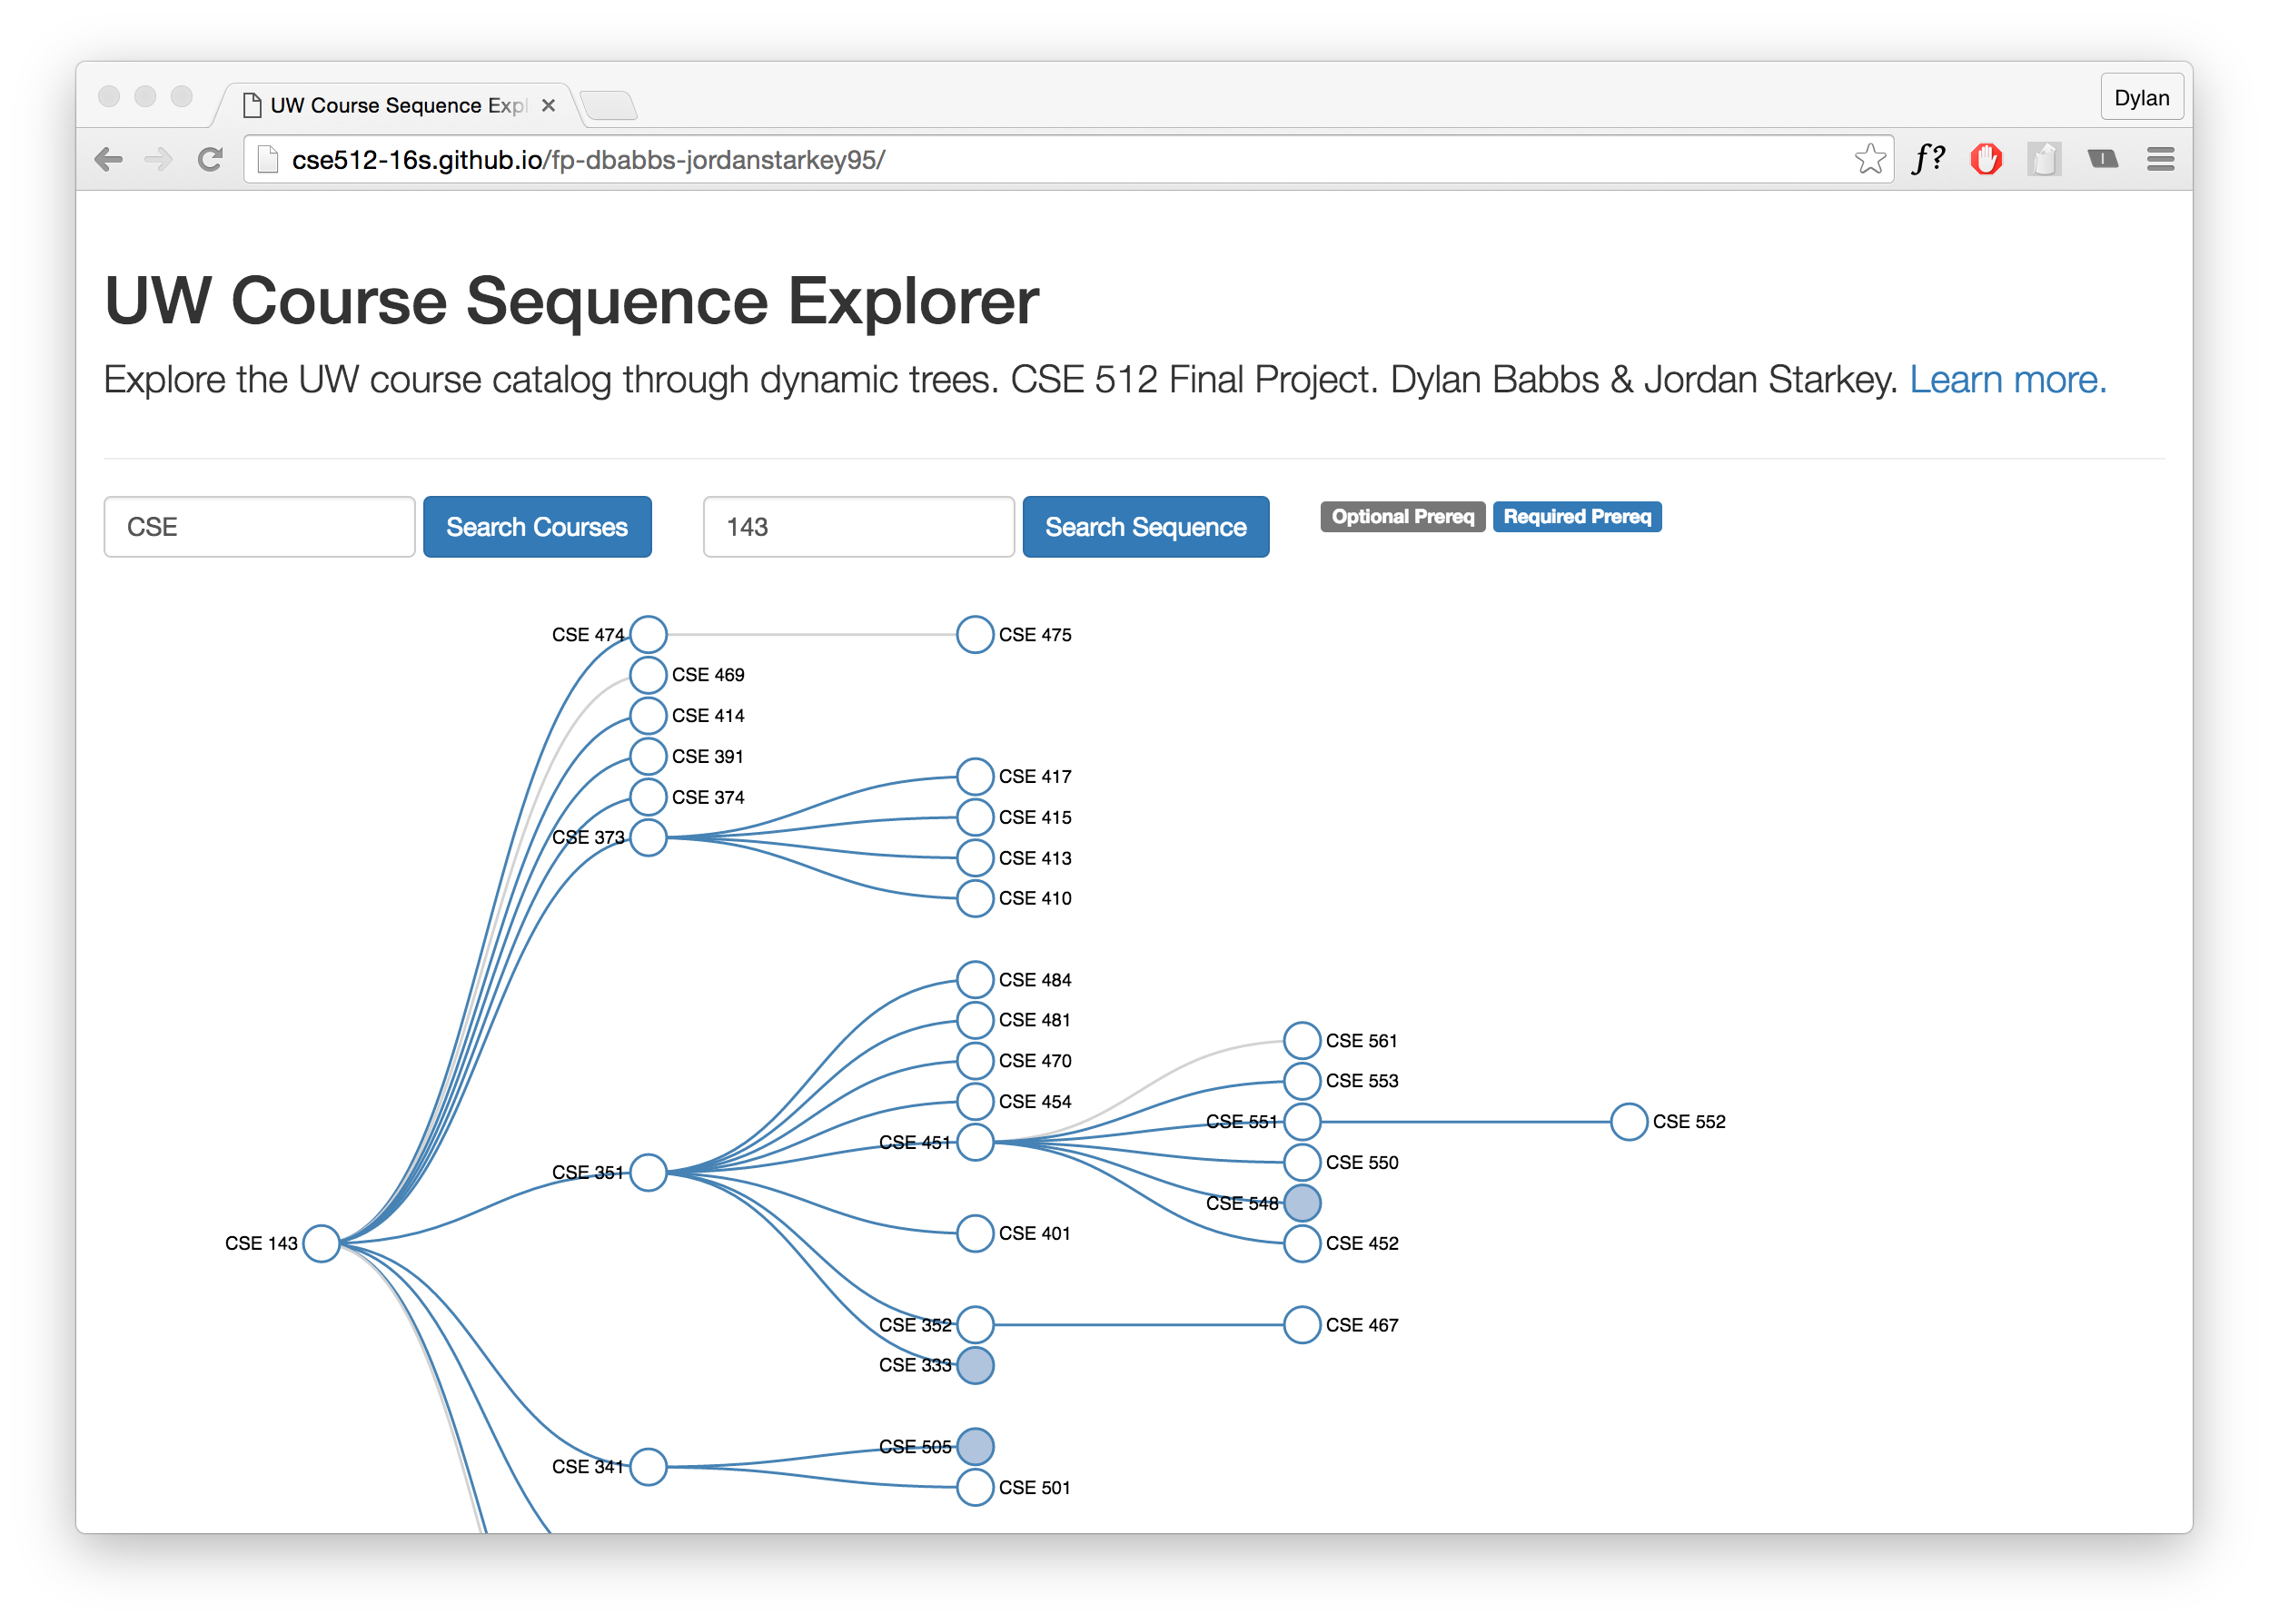 UW Course Sequence Expl
Dylan
cse512-16s.github.io/fp-dbabbs-jordanstarkey95/
f?
UW Course Sequence Explorer
Explore the UW course catalog through dynamic trees. CSE 512 Final Project. Dylan Babbs & Jordan Starkey. Learn more.
CSE Search Courses 143 Search Sequence Optional Prereq Required Prereq
CSE 474 CSE 475
CSE 469
CSE 414
CSE 391
CSE 417
CSE 374
CSE 415
CSE 373
CSE 413
CSE 410
CSE 484
CSE 481
CSE 561
CSE 470
CSE 553
CSE 454
CSE 551 CSE 552
CSE 451
CSE 550
CSE 351
CSE 548
CSE 401
CSE 143 CSE 452
CSE 352 CSE 467
CSE 333
CSE 505
CSE 341
CSE 501